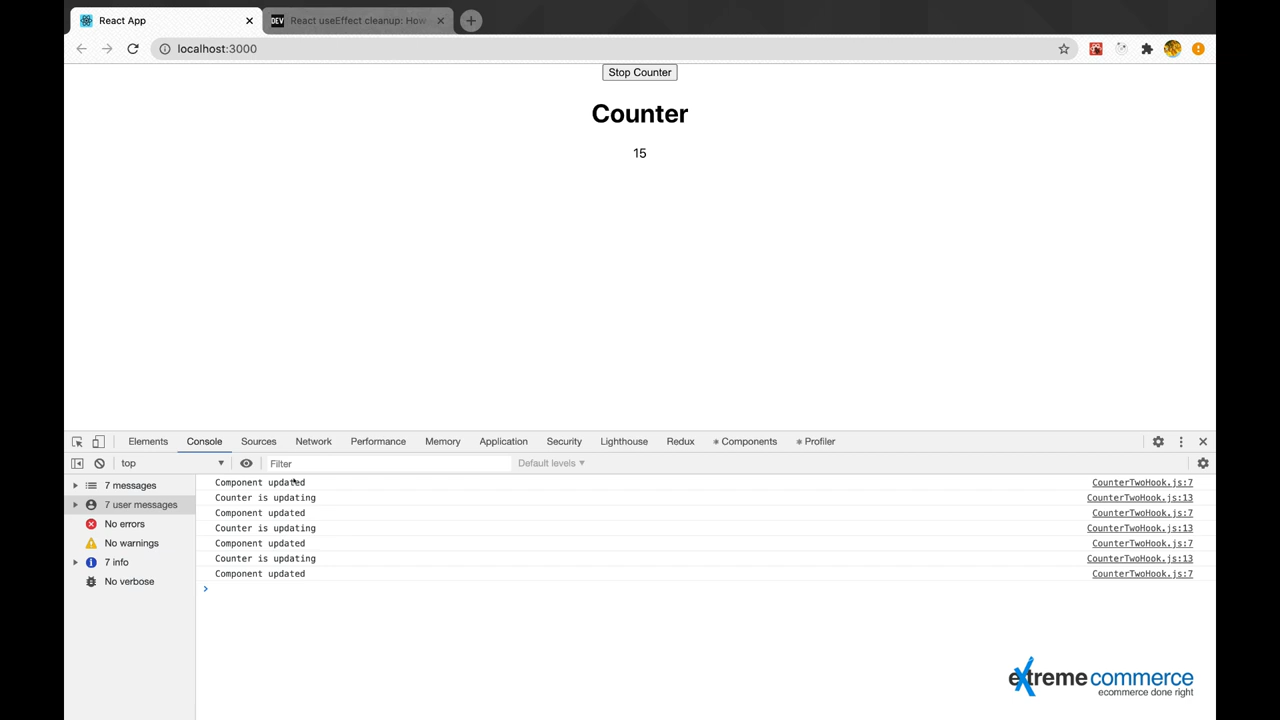 React App
DEV React useEffect cleanup: How
localhost:3000
Stop Counter
Counter
15
Elements Console Sources Network Performance Memory Application Security Lighthouse Redux Components Profiler
top Filter Default levels
7 messages
7 user messages
No errors
No warnings
7 info
No verbose
Component updated CounterTwoHook.js:7
Counter is updating CounterTwoHook.js:13
Component updated CounterTwoHook.js:7
Counter is updating CounterTwoHook.js:13
Component updated CounterTwoHook.js:7
Counter is updating CounterTwoHook.js:13
Component updated CounterTwoHook.js:7
extreme commerce
ecommerce done right